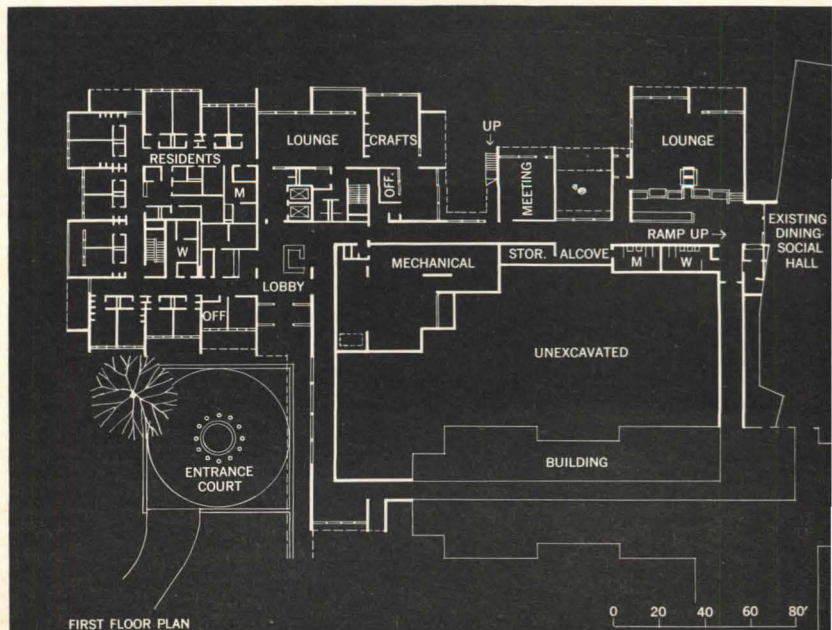 UP
LOUNGE
CRAFTS
LOUNGE
RESIDENTS
M
OFF.
MEETING
EXISTING
DINING-
SOCIAL
HALL
RAMP UP
W
STOR.
ALCOVE
MECHANICAL
M
W
LOBBY
OFF
UNEXCAVATED
BUILDING
ENTRANCE
COURT
0 20 40 60 80'
FIRST FLOOR PLAN